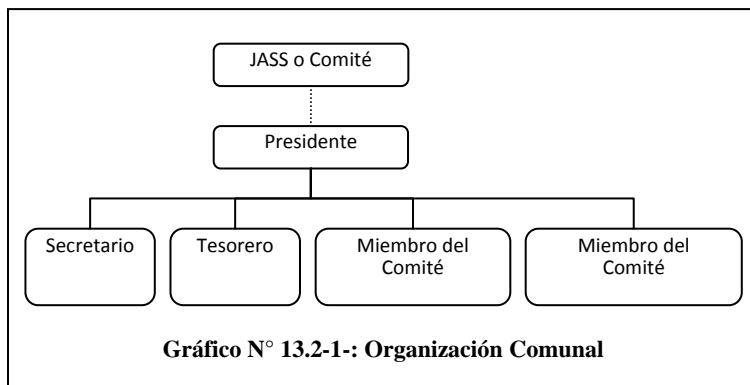 JASS o Comité
Presidente
Secretario
Tesorero
Miembro del
Comité
Miembro del
Comité
Gráfico N° 13.2-1-: Organización Comunal